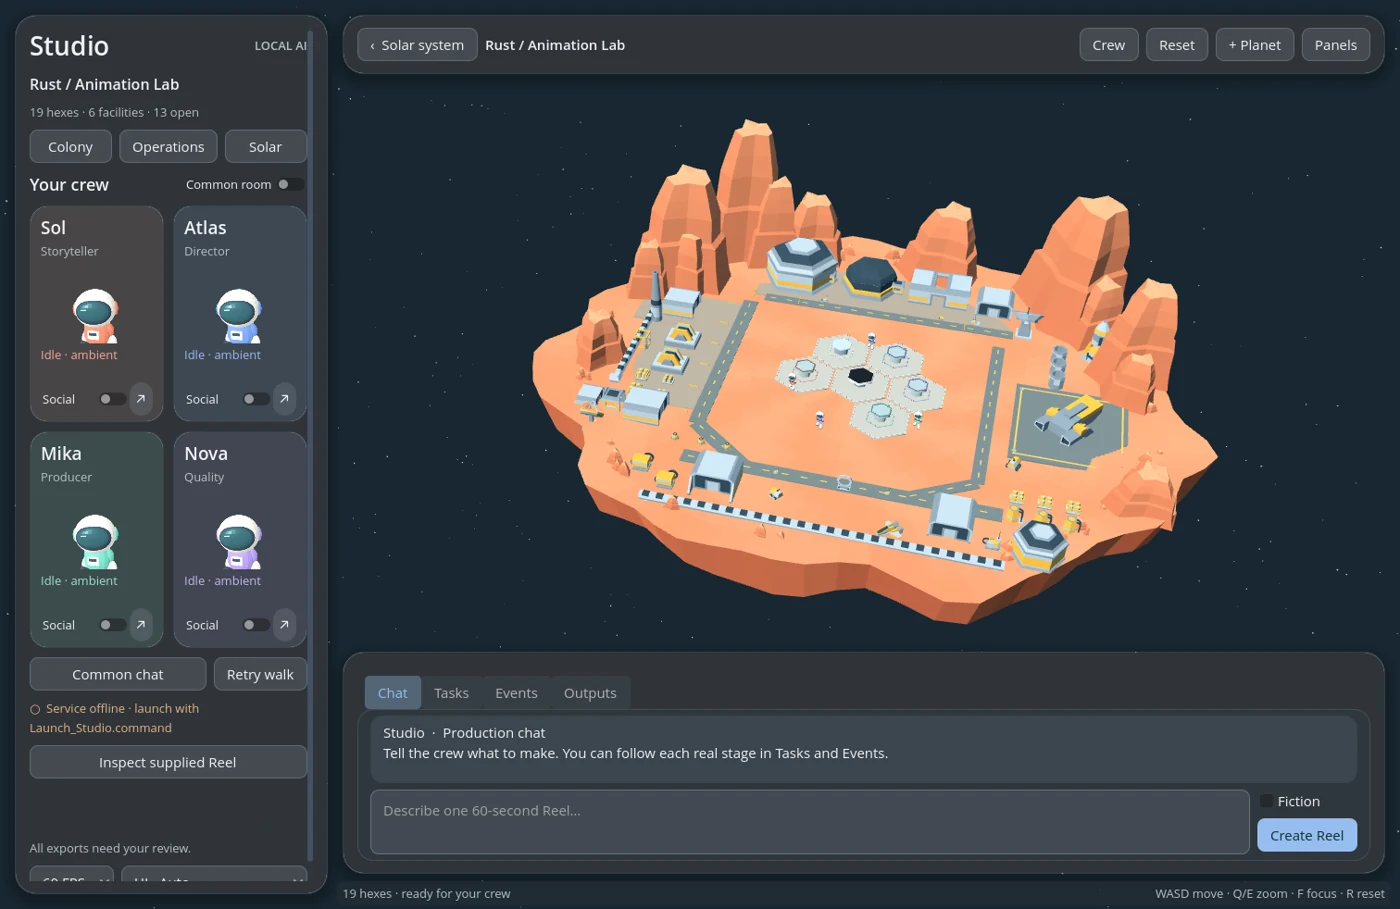 Studio
LOCAL AI
Rust / Animation Lab
19 hexes · 6 facilities · 13 open
Colony
Operations
Solar
Your crew
Common room
Sol
Storyteller
Idle · ambient
Social
Atlas
Director
Idle · ambient
Social
Mika
Producer
Idle · ambient
Social
Nova
Quality
Idle · ambient
Social
Common chat
Retry walk
Service offline · launch with
Launch_Studio.command
Inspect supplied Reel
All exports need your review.
‹ Solar system
Rust / Animation Lab
Crew
Reset
+ Planet
Panels
Chat
Tasks
Events
Outputs
Studio · Production chat
Tell the crew what to make. You can follow each real stage in Tasks and Events.
Describe one 60-second Reel...
Fiction
Create Reel
19 hexes · ready for your crew
WASD move · Q/E zoom · F focus · R reset